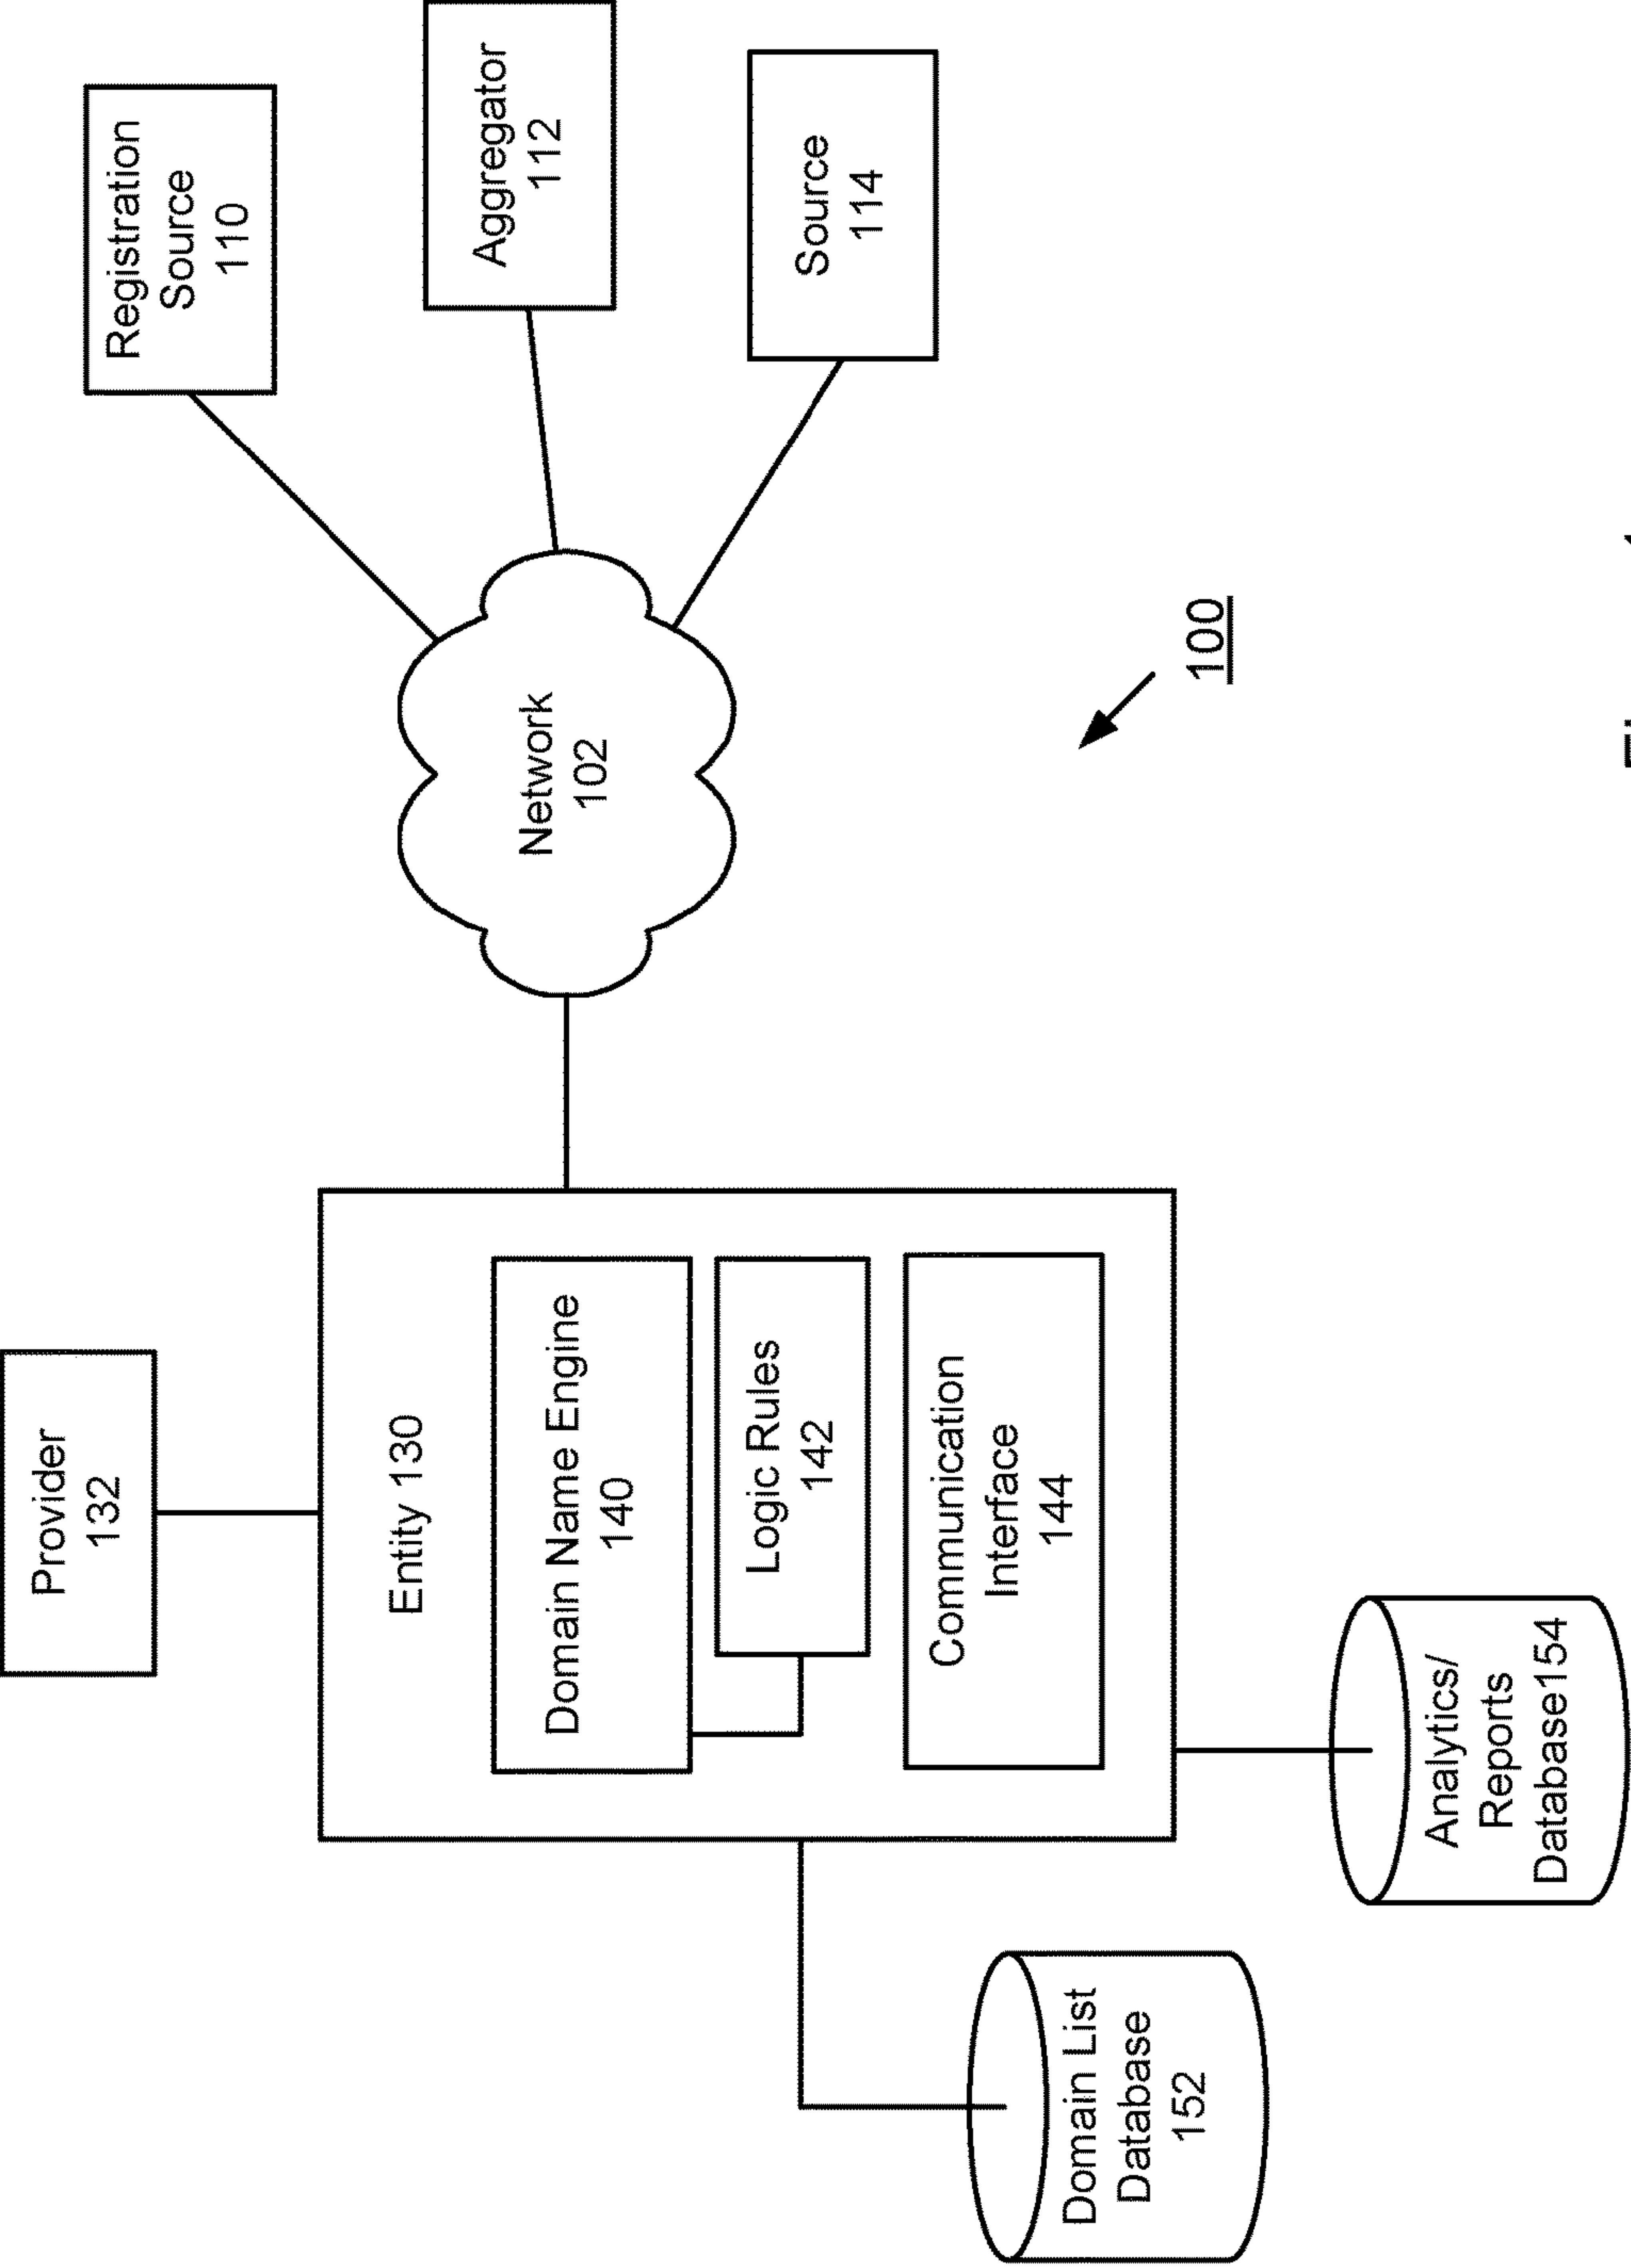 Provider
132
Registration
Source
110
Entity 130
Aggregator
112
Network
102
Domain Name Engine
140
Logic Rules
142
Source
114
Communication
Interface
144
Domain List
Database
152
100
Analytics/
Reports
Database154